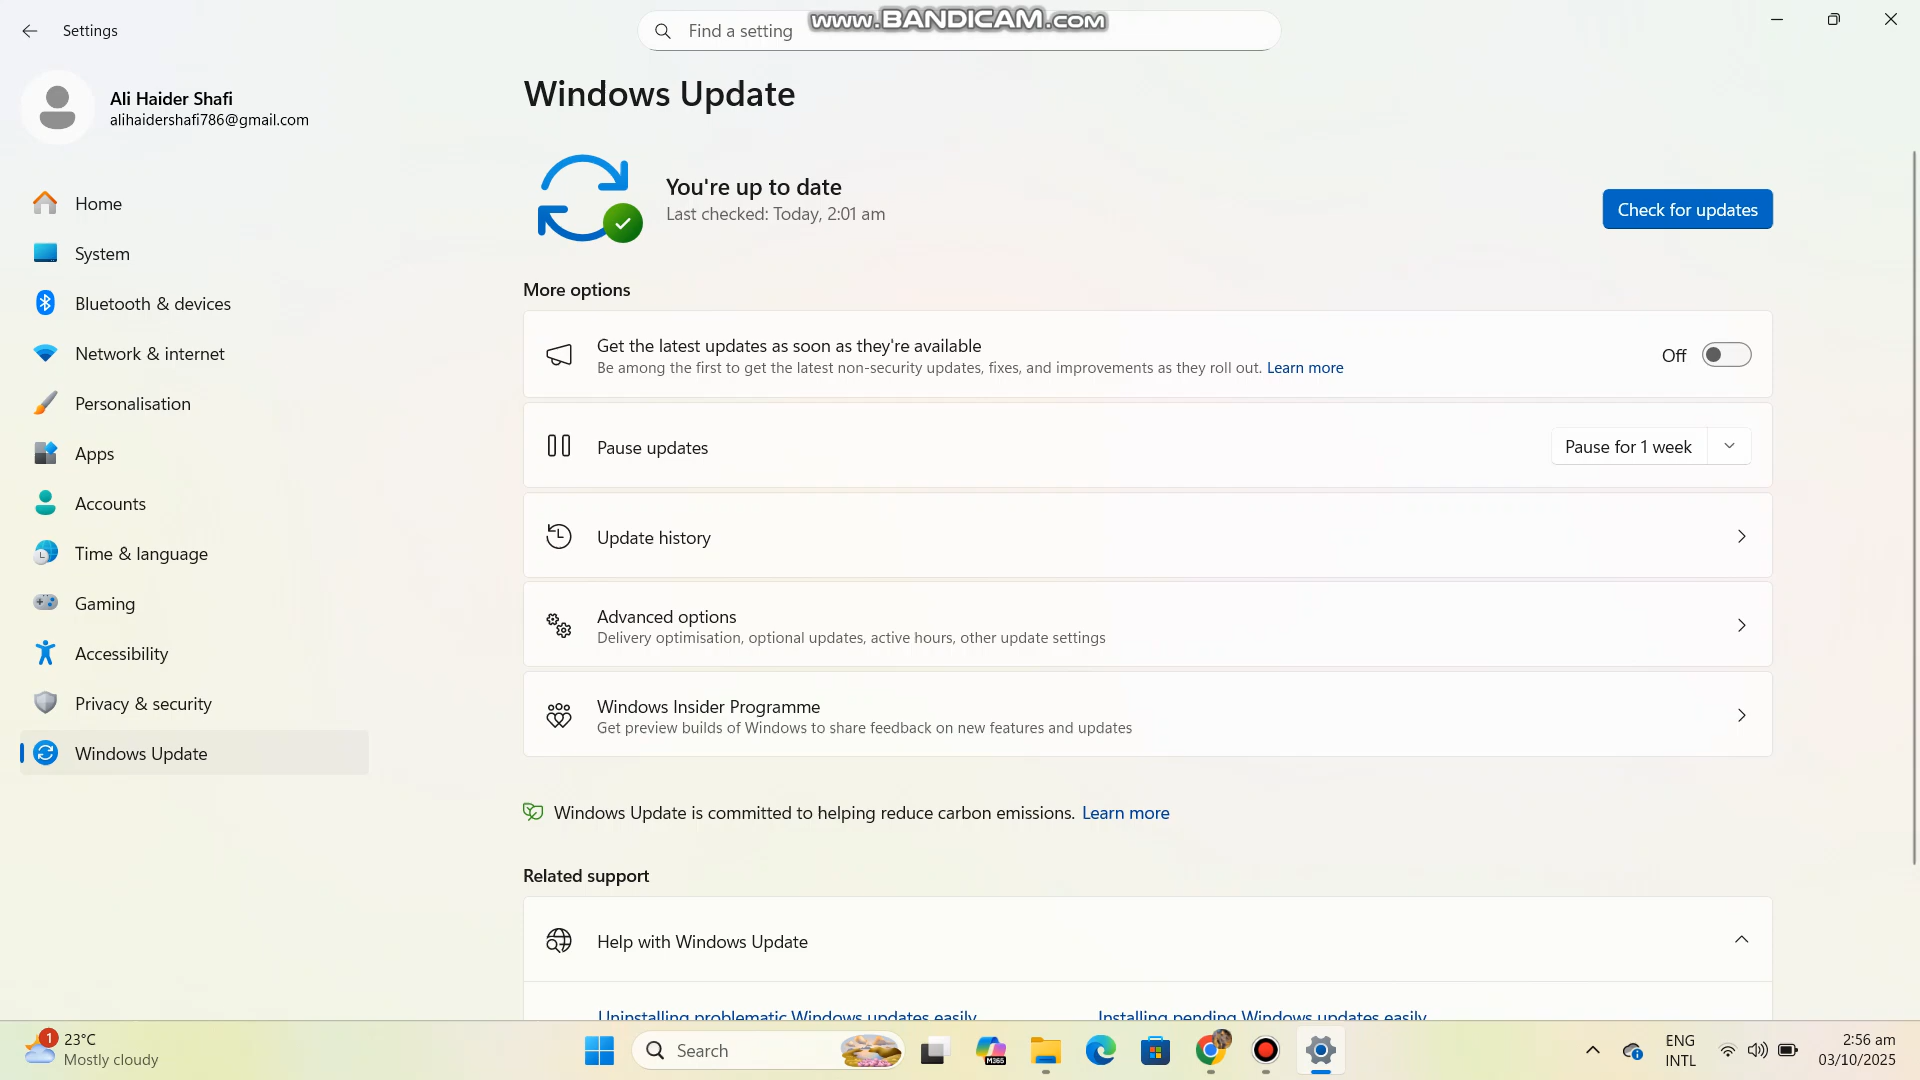 Settings
Find a setting
www.BANDICAM.com
Ali Haider Shafi
alihaidershafi786@gmail.com
Home
System
Bluetooth & devices
Network & internet
Personalisation
Apps
Accounts
Time & language
Gaming
Accessibility
Privacy & security
Windows Update
Windows Update
You're up to date
Last checked: Today, 2:01 am
Check for updates
More options
Get the latest updates as soon as they're available
Be among the first to get the latest non-security updates, fixes, and improvements as they roll out. Learn more
Off
Pause updates
Pause for 1 week
Update history
Advanced options
Delivery optimisation, optional updates, active hours, other update settings
Windows Insider Programme
Get preview builds of Windows to share feedback on new features and updates
Windows Update is committed to helping reduce carbon emissions. Learn more
Related support
Help with Windows Update
Uninstalling problematic Windows updates easily
Installing pending Windows updates easily
1
23°C
Mostly cloudy
Search
M365
ENG
INTL
2:56 am
03/10/2025